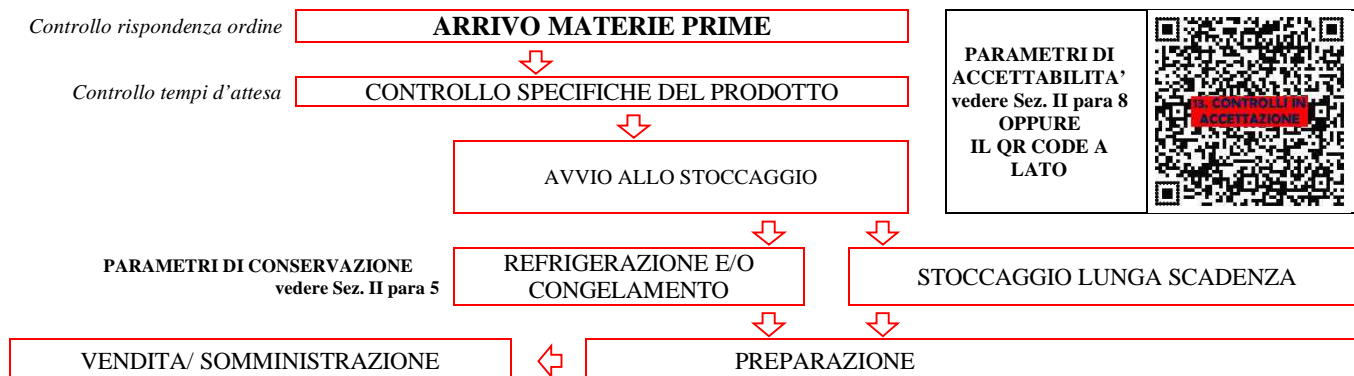 Controllo rispondenza ordine
ARRIVO MATERIE PRIME
Controllo tempi d'attesa
CONTROLLO SPECIFICHE DEL PRODOTTO
PARAMETRI DI
ACCETTABILITA'
vedere Sez. II para 8
OPPURE
IL QR CODE A
LATO
13. CONTROLLI IN
ACCETTAZIONE
AVVIO ALLO STOCCAGGIO
PARAMETRI DI CONSERVAZIONE
vedere Sez. II para 5
REFRIGERAZIONE E/O
CONGELAMENTO
STOCCAGGIO LUNGA SCADENZA
VENDITA/ SOMMINISTRAZIONE
PREPARAZIONE